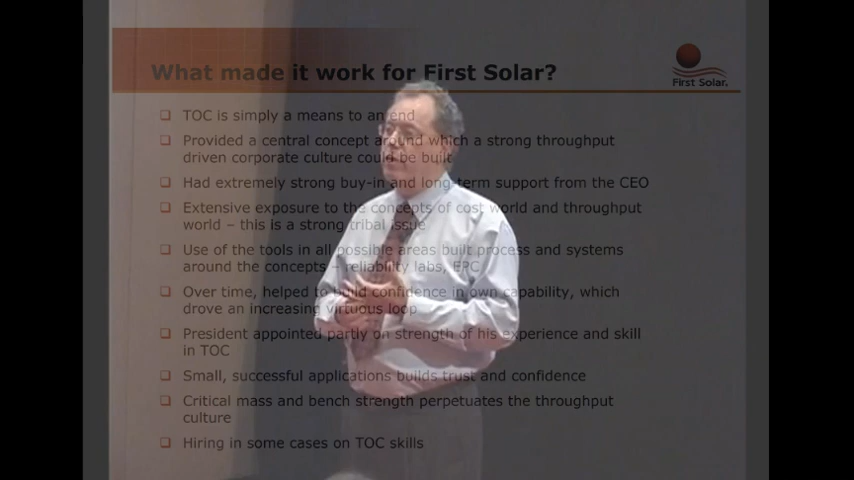 What made it work for First Solar?
First Solar.
TOC is simply a means to an end
Provided a central concept around which a strong throughput
driven corporate culture could be built
Had extremely strong buy-in and long-term support from the CEO
Extensive exposure to the concepts of cost world and throughput
world – this is a strong tribal issue
Use of the tools in all possible areas built process and systems
around the concepts – reliability labs, EPC
Over time, helped to build confidence in own capability, which
drove an increasing virtuous loop
President appointed partly on strength of his experience and skill
in TOC
Small, successful applications builds trust and confidence
Critical mass and bench strength perpetuates the throughput
culture
Hiring in some cases on TOC skills